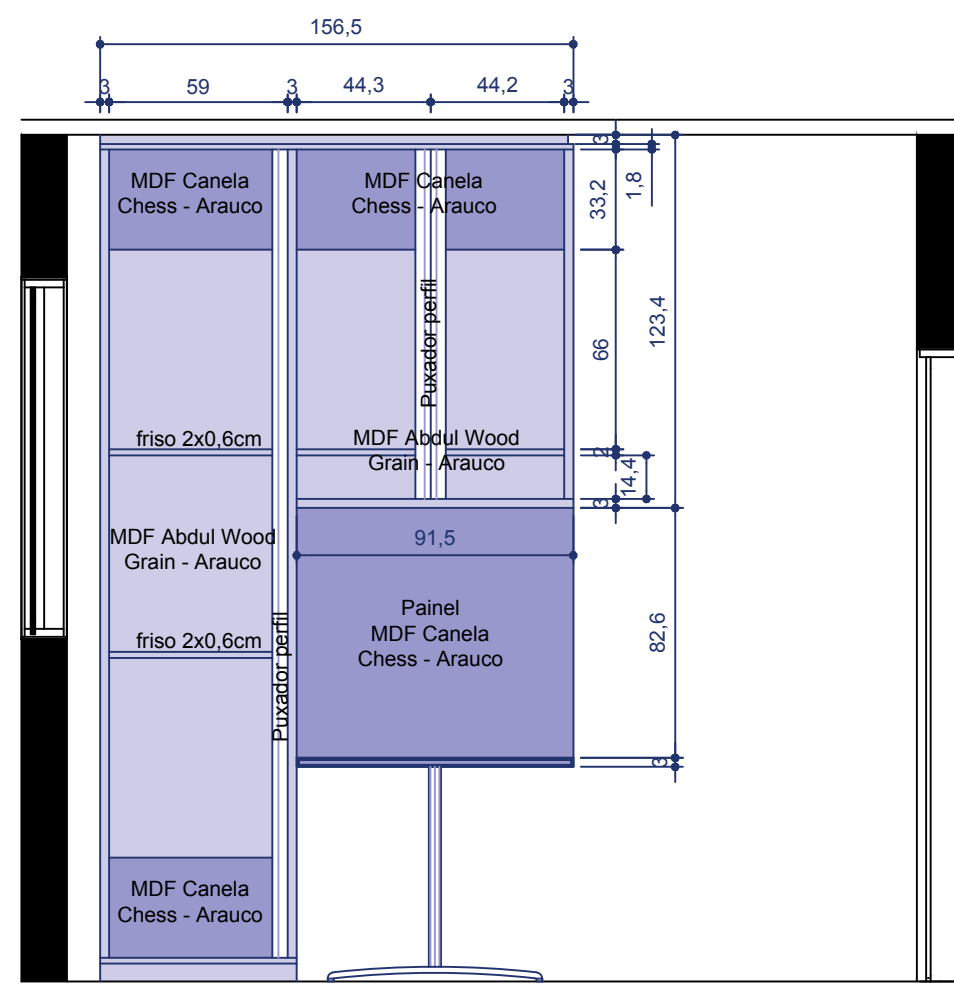 156,5
3
59
3
44,3
44,2
3
MDF Canela
Chess - Arauco
MDF Canela
Chess - Arauco
3
33,2
1,8
66
123,4
Puxador perfil
friso 2x0,6cm
MDF Abdul Wood
Grain - Arauco
2
14,4
3
MDF Abdul Wood
Grain - Arauco
91,5
Painel
MDF Canela
Chess - Arauco
82,6
friso 2x0,6cm
Puxador perfil
3
MDF Canela
Chess - Arauco